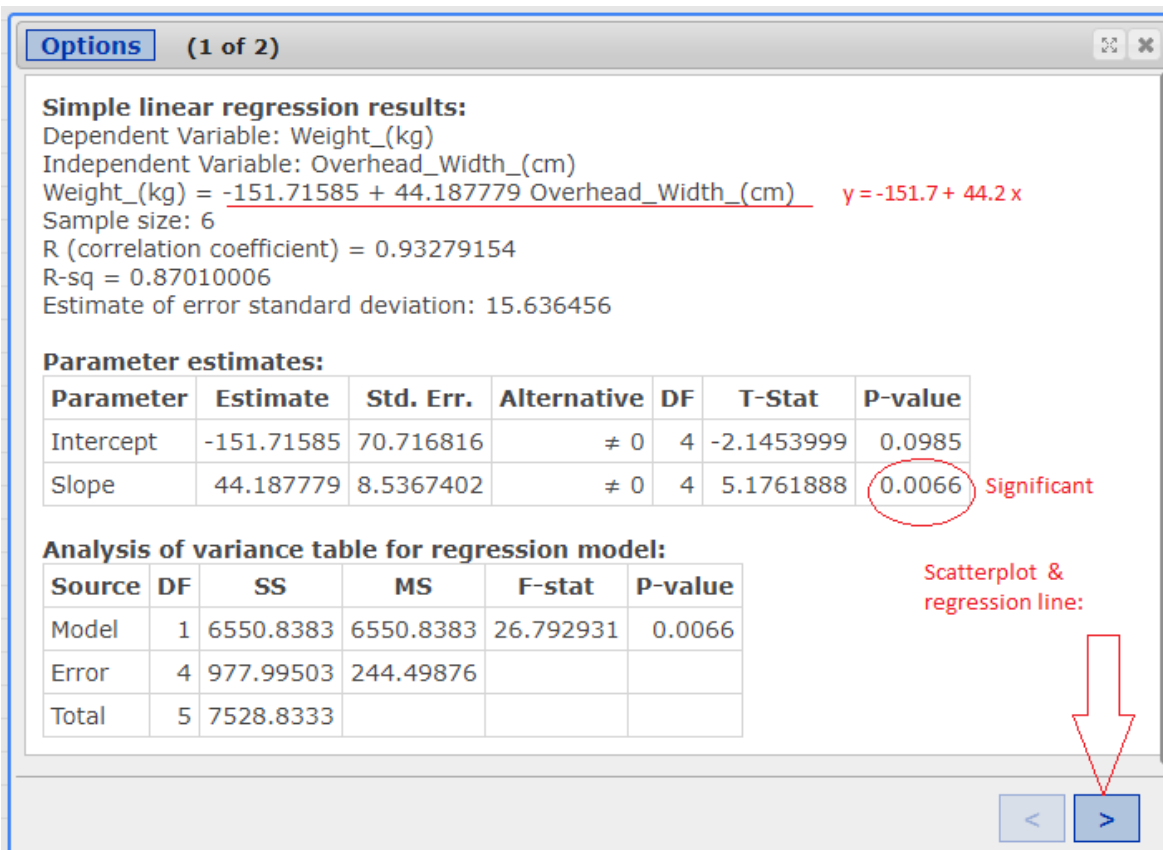 Options (1 of 2)
Simple linear regression results:
Dependent Variable: Weight_(kg)
Independent Variable: Overhead_Width_(cm)
Weight_(kg) = -151.71585 + 44.187779 Overhead_Width_(cm) y = -151.7 + 44.2 x
Sample size: 6
R (correlation coefficient) = 0.93279154
R-sq = 0.87010006
Estimate of error standard deviation: 15.636456
Parameter estimates:
Parameter Estimate Std. Err. Alternative DF T-Stat P-value
Intercept -151.71585 70.716816 ≠ 0 4 -2.1453999 0.0985
Slope 44.187779 8.5367402 ≠ 0 4 5.1761888 0.0066 Significant
Analysis of variance table for regression model:
Source DF SS MS F-stat P-value
Model 1 6550.8383 6550.8383 26.792931 0.0066
Error 4 977.99503 244.49876
Total 5 7528.8333
Scatterplot &
regression line:
< >